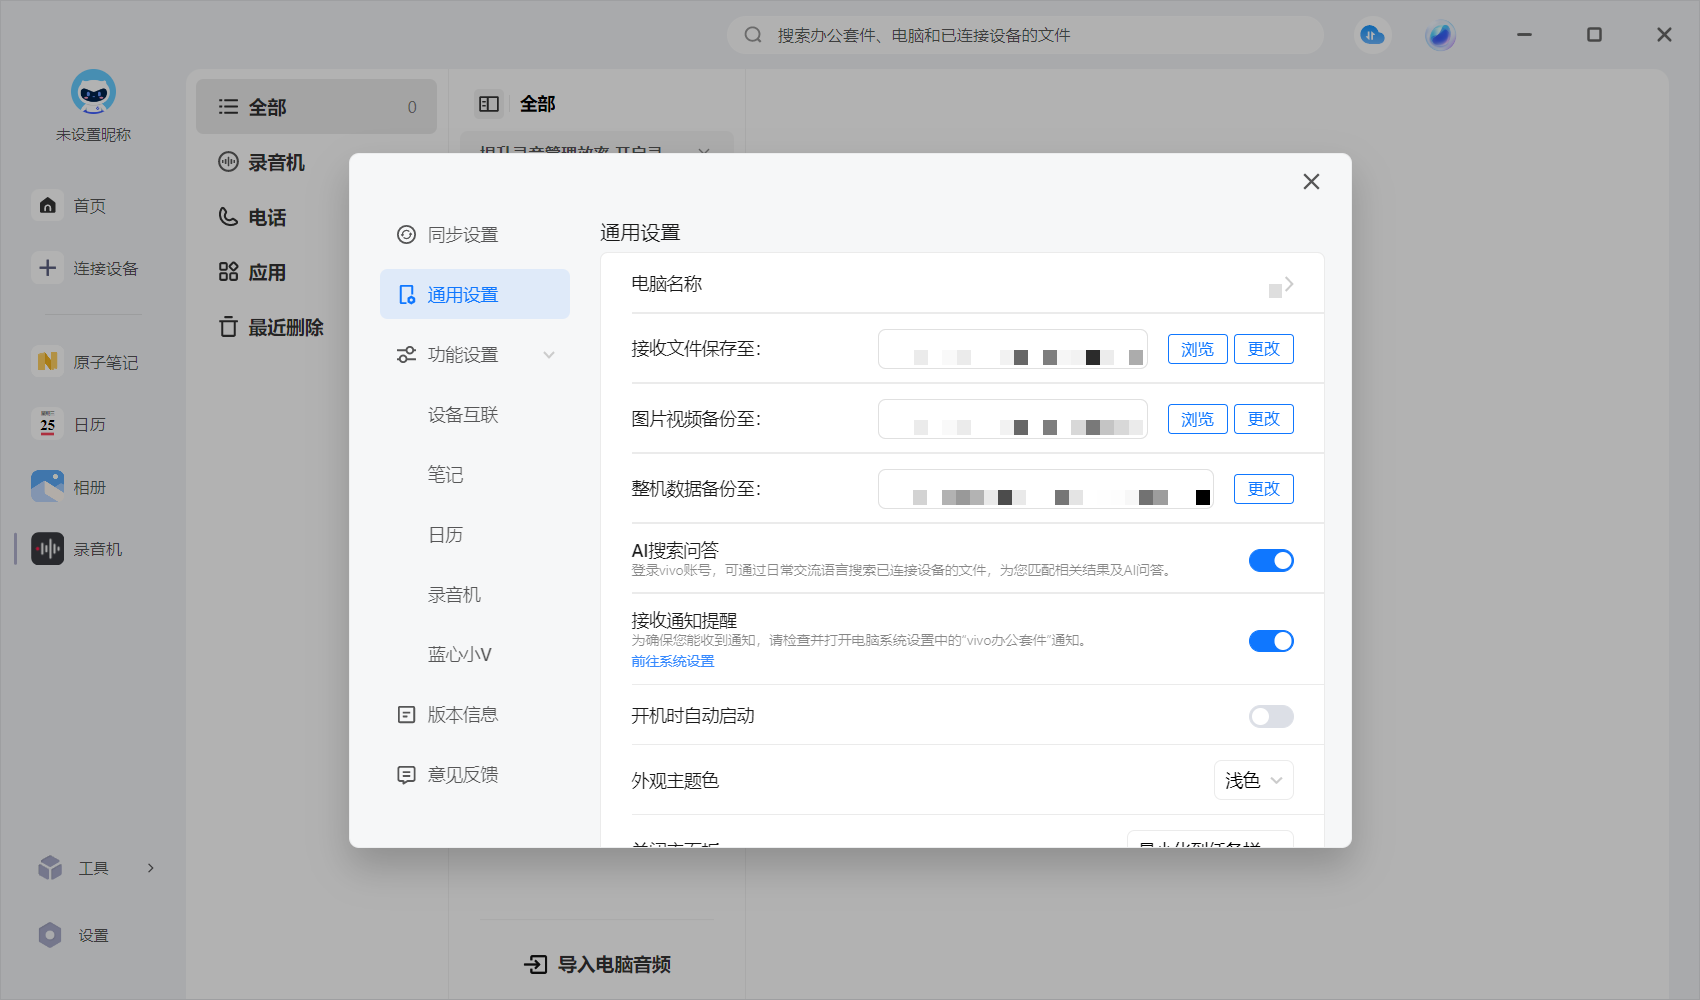 搜索办公套件、电脑和已连接设备的文件
未设置昵称
首页
连接设备
原子笔记
25
日历
相册
录音机
工具
设置
全部
0
录音机
电话
应用
最近删除
全部
导入电脑音频
同步设置
通用设置
功能设置
设备互联
笔记
日历
录音机
蓝心小V
版本信息
意见反馈
通用设置
电脑名称
接收文件保存至：
浏览
更改
图片视频备份至：
浏览
更改
整机数据备份至：
更改
AI搜索问答
登录vivo账号，可通过日常交流语言搜索已连接设备的文件，为您匹配相关结果及AI问答。
接收通知提醒
为确保您能收到通知，请检查并打开电脑系统设置中的“vivo办公套件”通知。
前往系统设置
开机时自动启动
外观主题色
浅色